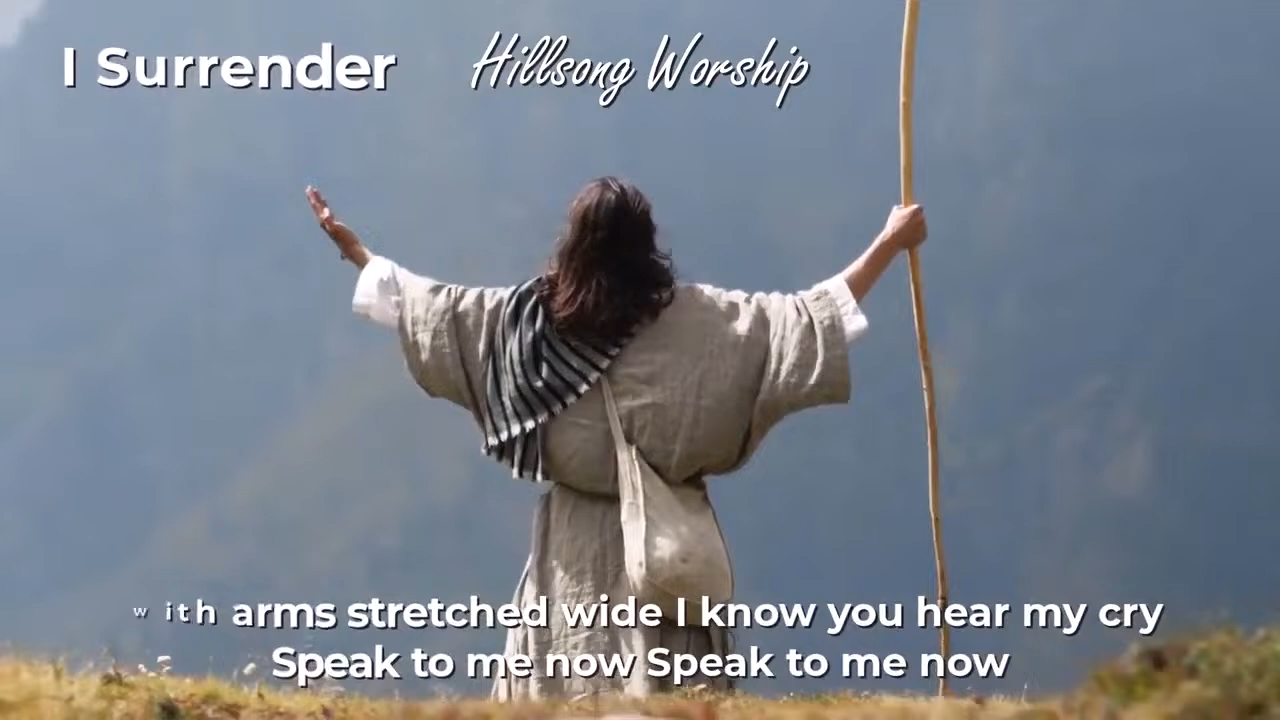 I Surrender Hillsong Worship
with arms stretched wide I know you hear my cry
Speak to me now Speak to me now